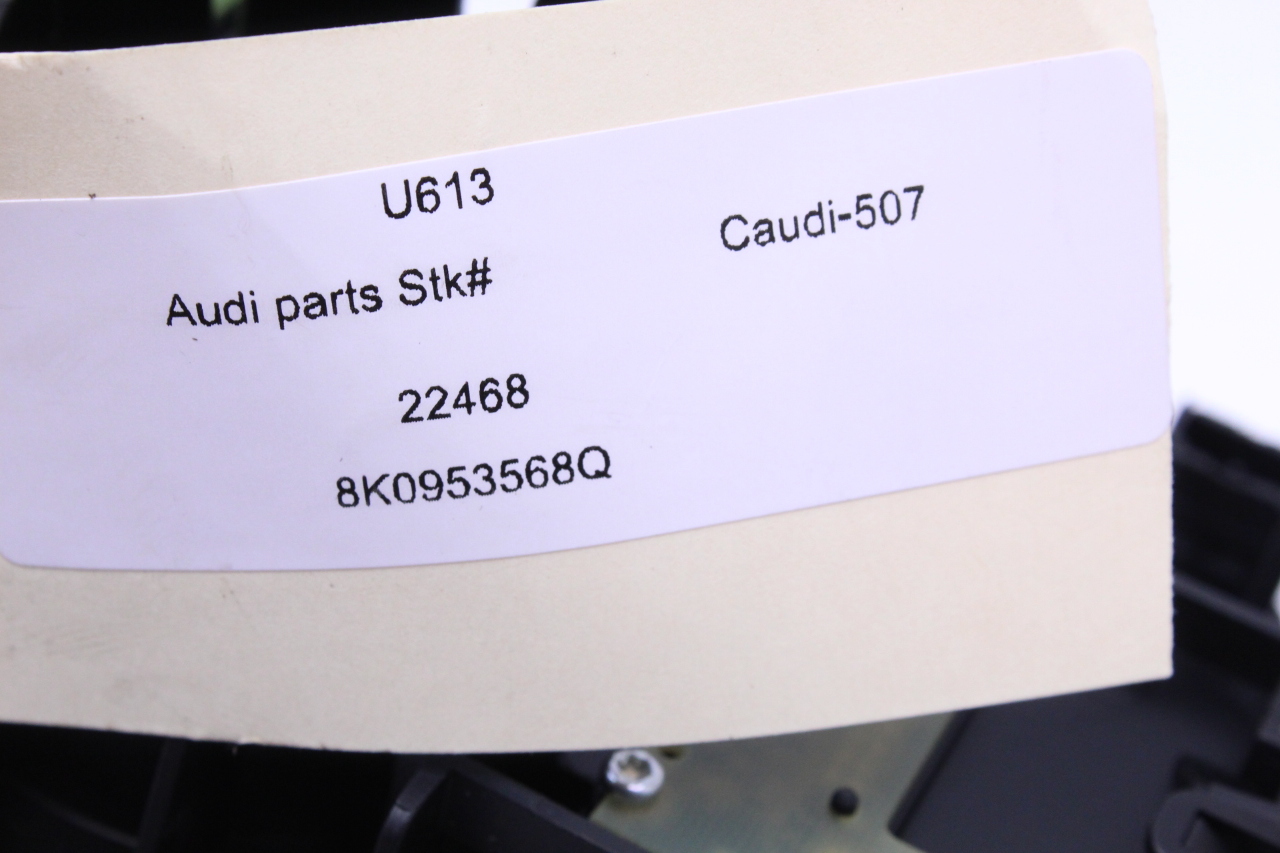 U613
Caudi-507
Audi parts Stk#
22468
8K0953568Q